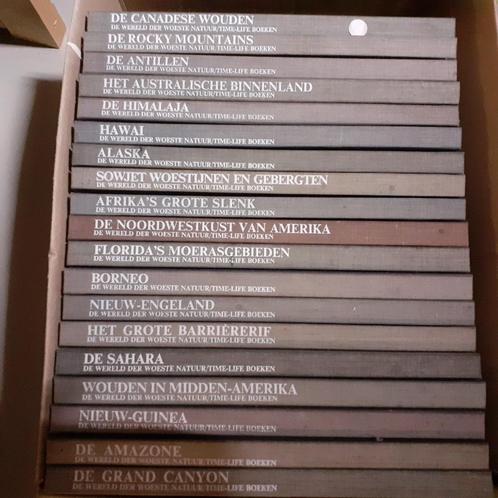 DE CANADESE WOUDEN
DE WERELD DER WOESTE NATUUR/TIME-LIFE BOEKEN
DE ROCKY MOUNTAINS
DE WERELD DER WOESTE NATUUR/TIME-LIFE BOEKEN
DE ANTILLEN
DE WERELD DER WOESTE NATUUR/TIME-LIFE BOEKEN
HET AUSTRALISCHE BINNENLAND
DE WERELD DER WOESTE NATUUR/TIME-LIFE BOEKEN
DE HIMALAJA
DE WERELD DER WOESTE NATUUR/TIME-LIFE BOEKEN
HAWAI
DE WERELD DER WOESTE NATUUR/TIME-LIFE BOEKEN
ALASKA
DE WERELD DER WOESTE NATUUR/TIME-LIFE BOEKEN
SOWJET WOESTIJNEN EN GEBERGTEN
DE WERELD DER WOESTE NATUUR/TIME-LIFE BOEKEN
AFRIKA'S GROTE SLENK
DE WERELD DER WOESTE NATUUR/TIME-LIFE BOEKEN
DE NOORDWESTKUST VAN AMERIKA
DE WERELD DER WOESTE NATUUR/TIME-LIFE BOEKEN
FLORIDA'S MOERASGEBIEDEN
DE WERELD DER WOESTE NATUUR/TIME-LIFE BOEKEN
BORNEO
DE WERELD DER WOESTE NATUUR/TIME-LIFE BOEKEN
NIEUW-ENGELAND
DE WERELD DER WOESTE NATUUR/TIME-LIFE BOEKEN
HET GROTE BARRIÈRERIF
DE WERELD DER WOESTE NATUUR/TIME-LIFE BOEKEN
DE SAHARA
DE WERELD DER WOESTE NATUUR/TIME-LIFE BOEKEN
WOUDEN IN MIDDEN-AMERIKA
DE WERELD DER WOESTE NATUUR/TIME-LIFE BOEKEN
NIEUW-GUINEA
DE WERELD DER WOESTE NATUUR/TIME-LIFE BOEKEN
DE AMAZONE
DE WERELD DER WOESTE NATUUR/TIME-LIFE BOEKEN
DE GRAND CANYON
DE WERELD DER WOESTE NATUUR/TIME-LIFE BOEKEN